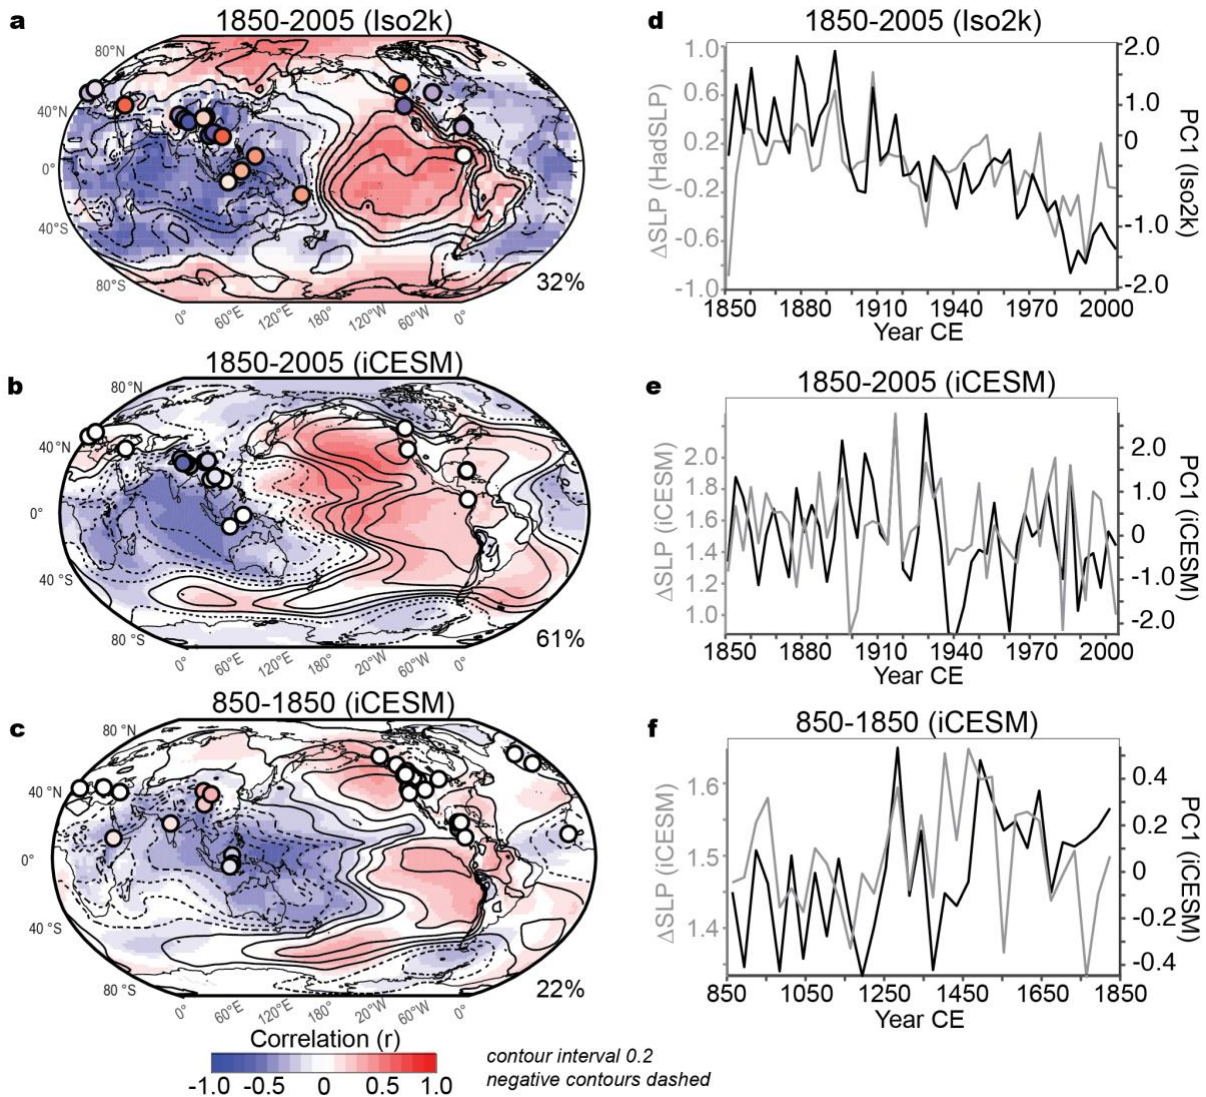 a
1850-2005 (Iso2k)
80°N
40°N
0°
40°S
80°S
0°
60°E
120°E
180°
120°W
60°W
0°
32%
d
1850-2005 (Iso2k)
1.0
0.6
0.2
-0.2
-0.6
-1.0
ΔSLP (HadSLP)
2.0
1.0
0
-1.0
-2.0
PC1 (Iso2k)
1850 1880 1910 1940 1970 2000
Year CE
b
1850-2005 (iCESM)
80 °N
40 °N
0°
40 °S
80 °S
0°
60°E
120°E
180°
20°W
60°W
0°
61%
e
1850-2005 (iCESM)
2.0
1.8
1.6
1.4
1.2
1.0
ΔSLP (iCESM)
2.0
1.0
0
-1.0
-2.0
PC1 (iCESM)
1850 1880 1910 1940 1970 2000
Year CE
c
850-1850 (iCESM)
80 °N
40 °N
0°
40 °S
80 °S
0°
60°E
120°E
180°
120°W
60°W
0°
22%
f
850-1850 (iCESM)
1.6
1.5
1.4
ΔSLP (iCESM)
0.4
0.2
0
-0.2
-0.4
PC1 (iCESM)
850 1050 1250 1450 1650 1850
Year CE
Correlation (r)
-1.0 -0.5 0 0.5 1.0
contour interval 0.2
negative contours dashed